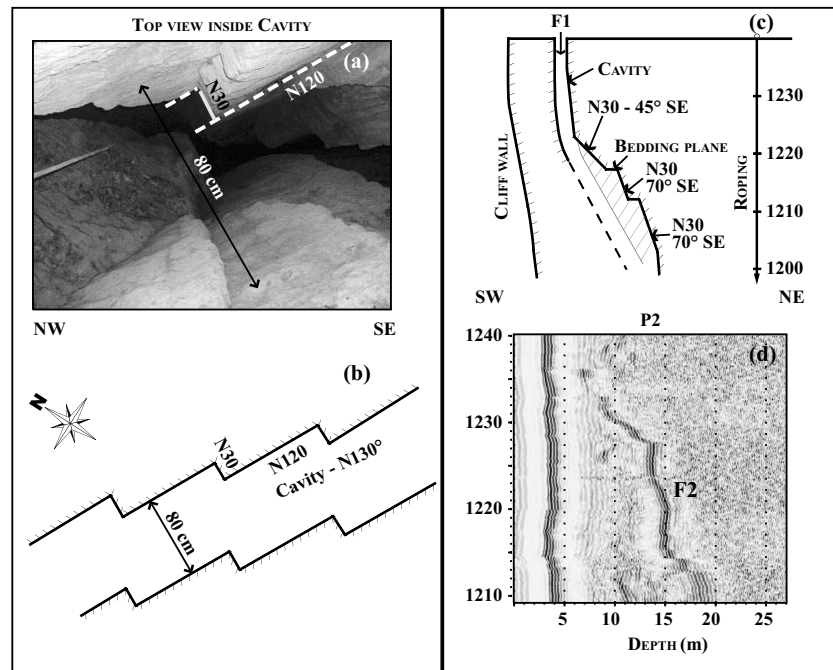 TOP VIEW INSIDE CAVITY
(a)
N30
N120
80 cm
NW
SE
(b)
N
N30
N120
Cavity - N130°
80 cm
(c)
F1
CAVITY
N30 - 45° SE
BEDDING PLANE
N30
70° SE
N30
70° SE
CLIFF WALL
ROPING
1230
1220
1210
1200
SW
NE
P2
(d)
1240
1230
1220
1210
F2
5
10
15
20
25
DEPTH (m)